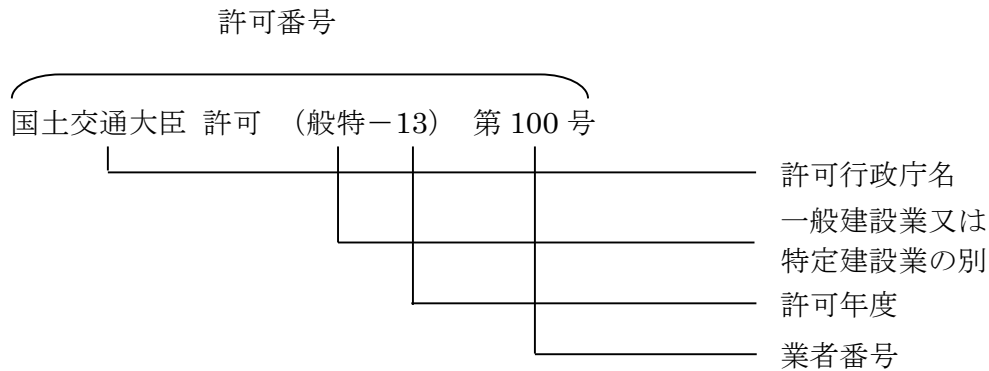 許可番号
国土交通大臣 許可 （般特－13） 第 100 号
許可行政庁名
一般建設業又は
特定建設業の別
許可年度
業者番号